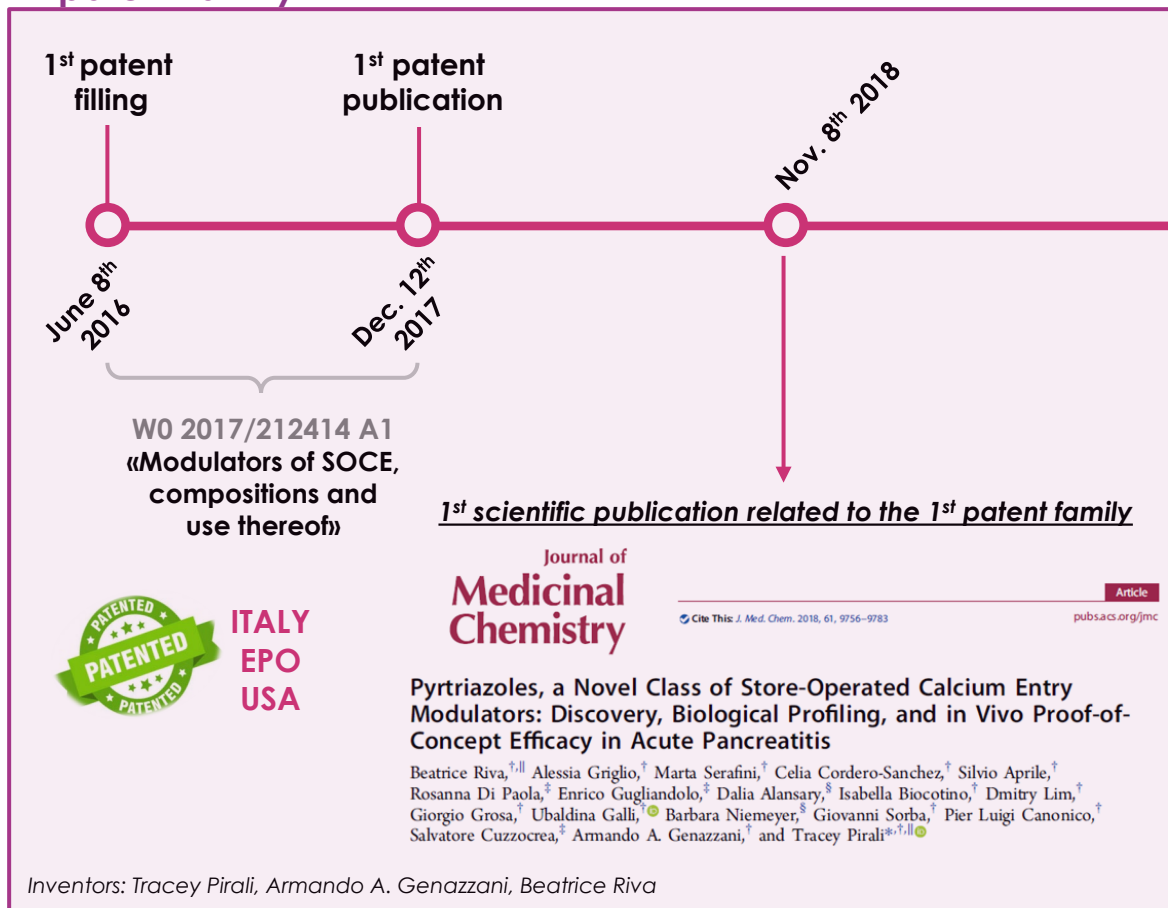 1st patent
filling
1st patent
publication
Nov. 8th 2018
June 8th
2016
Dec. 12th
2017
W0 2017/212414 A1
«Modulators of SOCE,
compositions and
use thereof»
1st scientific publication related to the 1st patent family
PATENTED
PATENTED
PATENTED
ITALY
EPO
USA
Journal of
Medicinal
Chemistry
Cite This: J. Med. Chem. 2018, 61, 9756−9783
Article
pubs.acs.org/jmc
Pyrtriazoles, a Novel Class of Store-Operated Calcium Entry
Modulators: Discovery, Biological Profiling, and in Vivo Proof-of-
Concept Efficacy in Acute Pancreatitis
Beatrice Riva,†,|| Alessia Griglio,† Marta Serafini,† Celia Cordero-Sanchez,† Silvio Aprile,†
Rosanna Di Paola,‡ Enrico Gugliandolo,‡ Dalia Alansary,§ Isabella Biocotino,† Dmitry Lim,†
Giorgio Grosa,† Ubaldina Galli,† Barbara Niemeyer,§ Giovanni Sorba,† Pier Luigi Canonico,†
Salvatore Cuzzocrea,‡ Armando A. Genazzani,† and Tracey Pirali*,†,||
Inventors: Tracey Pirali, Armando A. Genazzani, Beatrice Riva